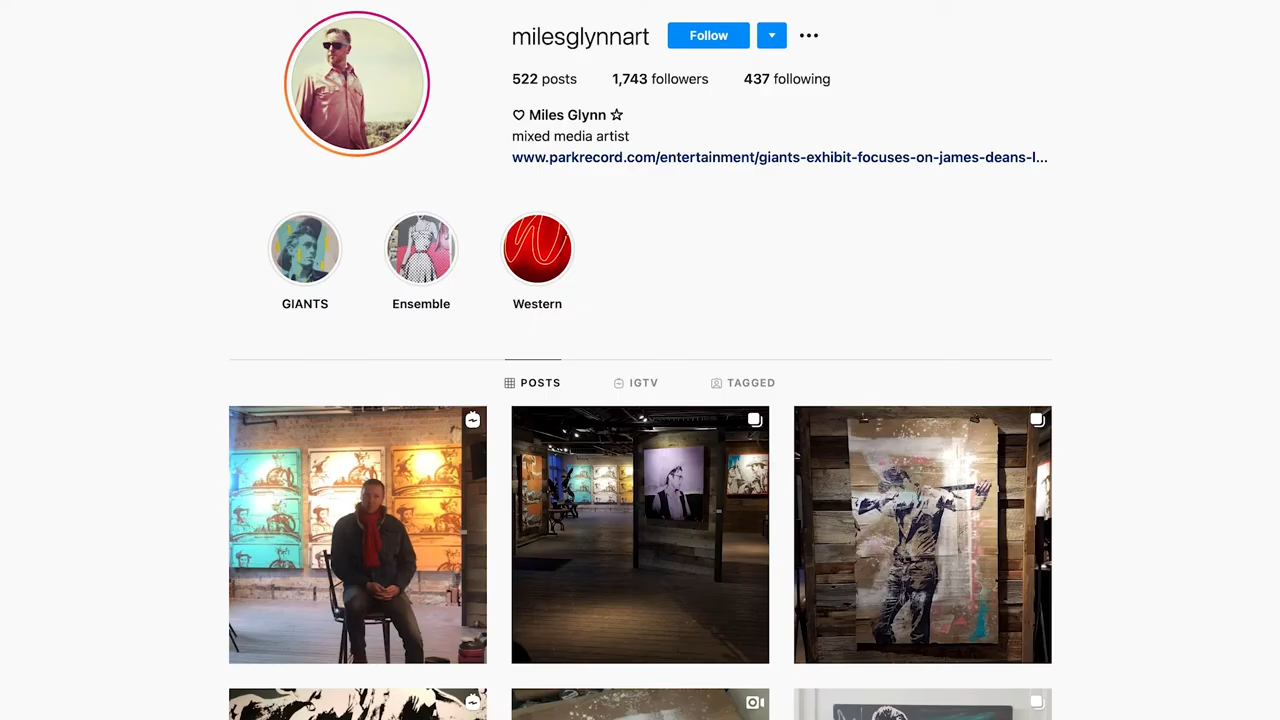 milesglynnart Follow
522 posts 1,743 followers 437 following
♡ Miles Glynn ☆
mixed media artist
www.parkrecord.com/entertainment/giants-exhibit-focuses-on-james-deans-l...
GIANTS Ensemble Western
POSTS IGTV TAGGED